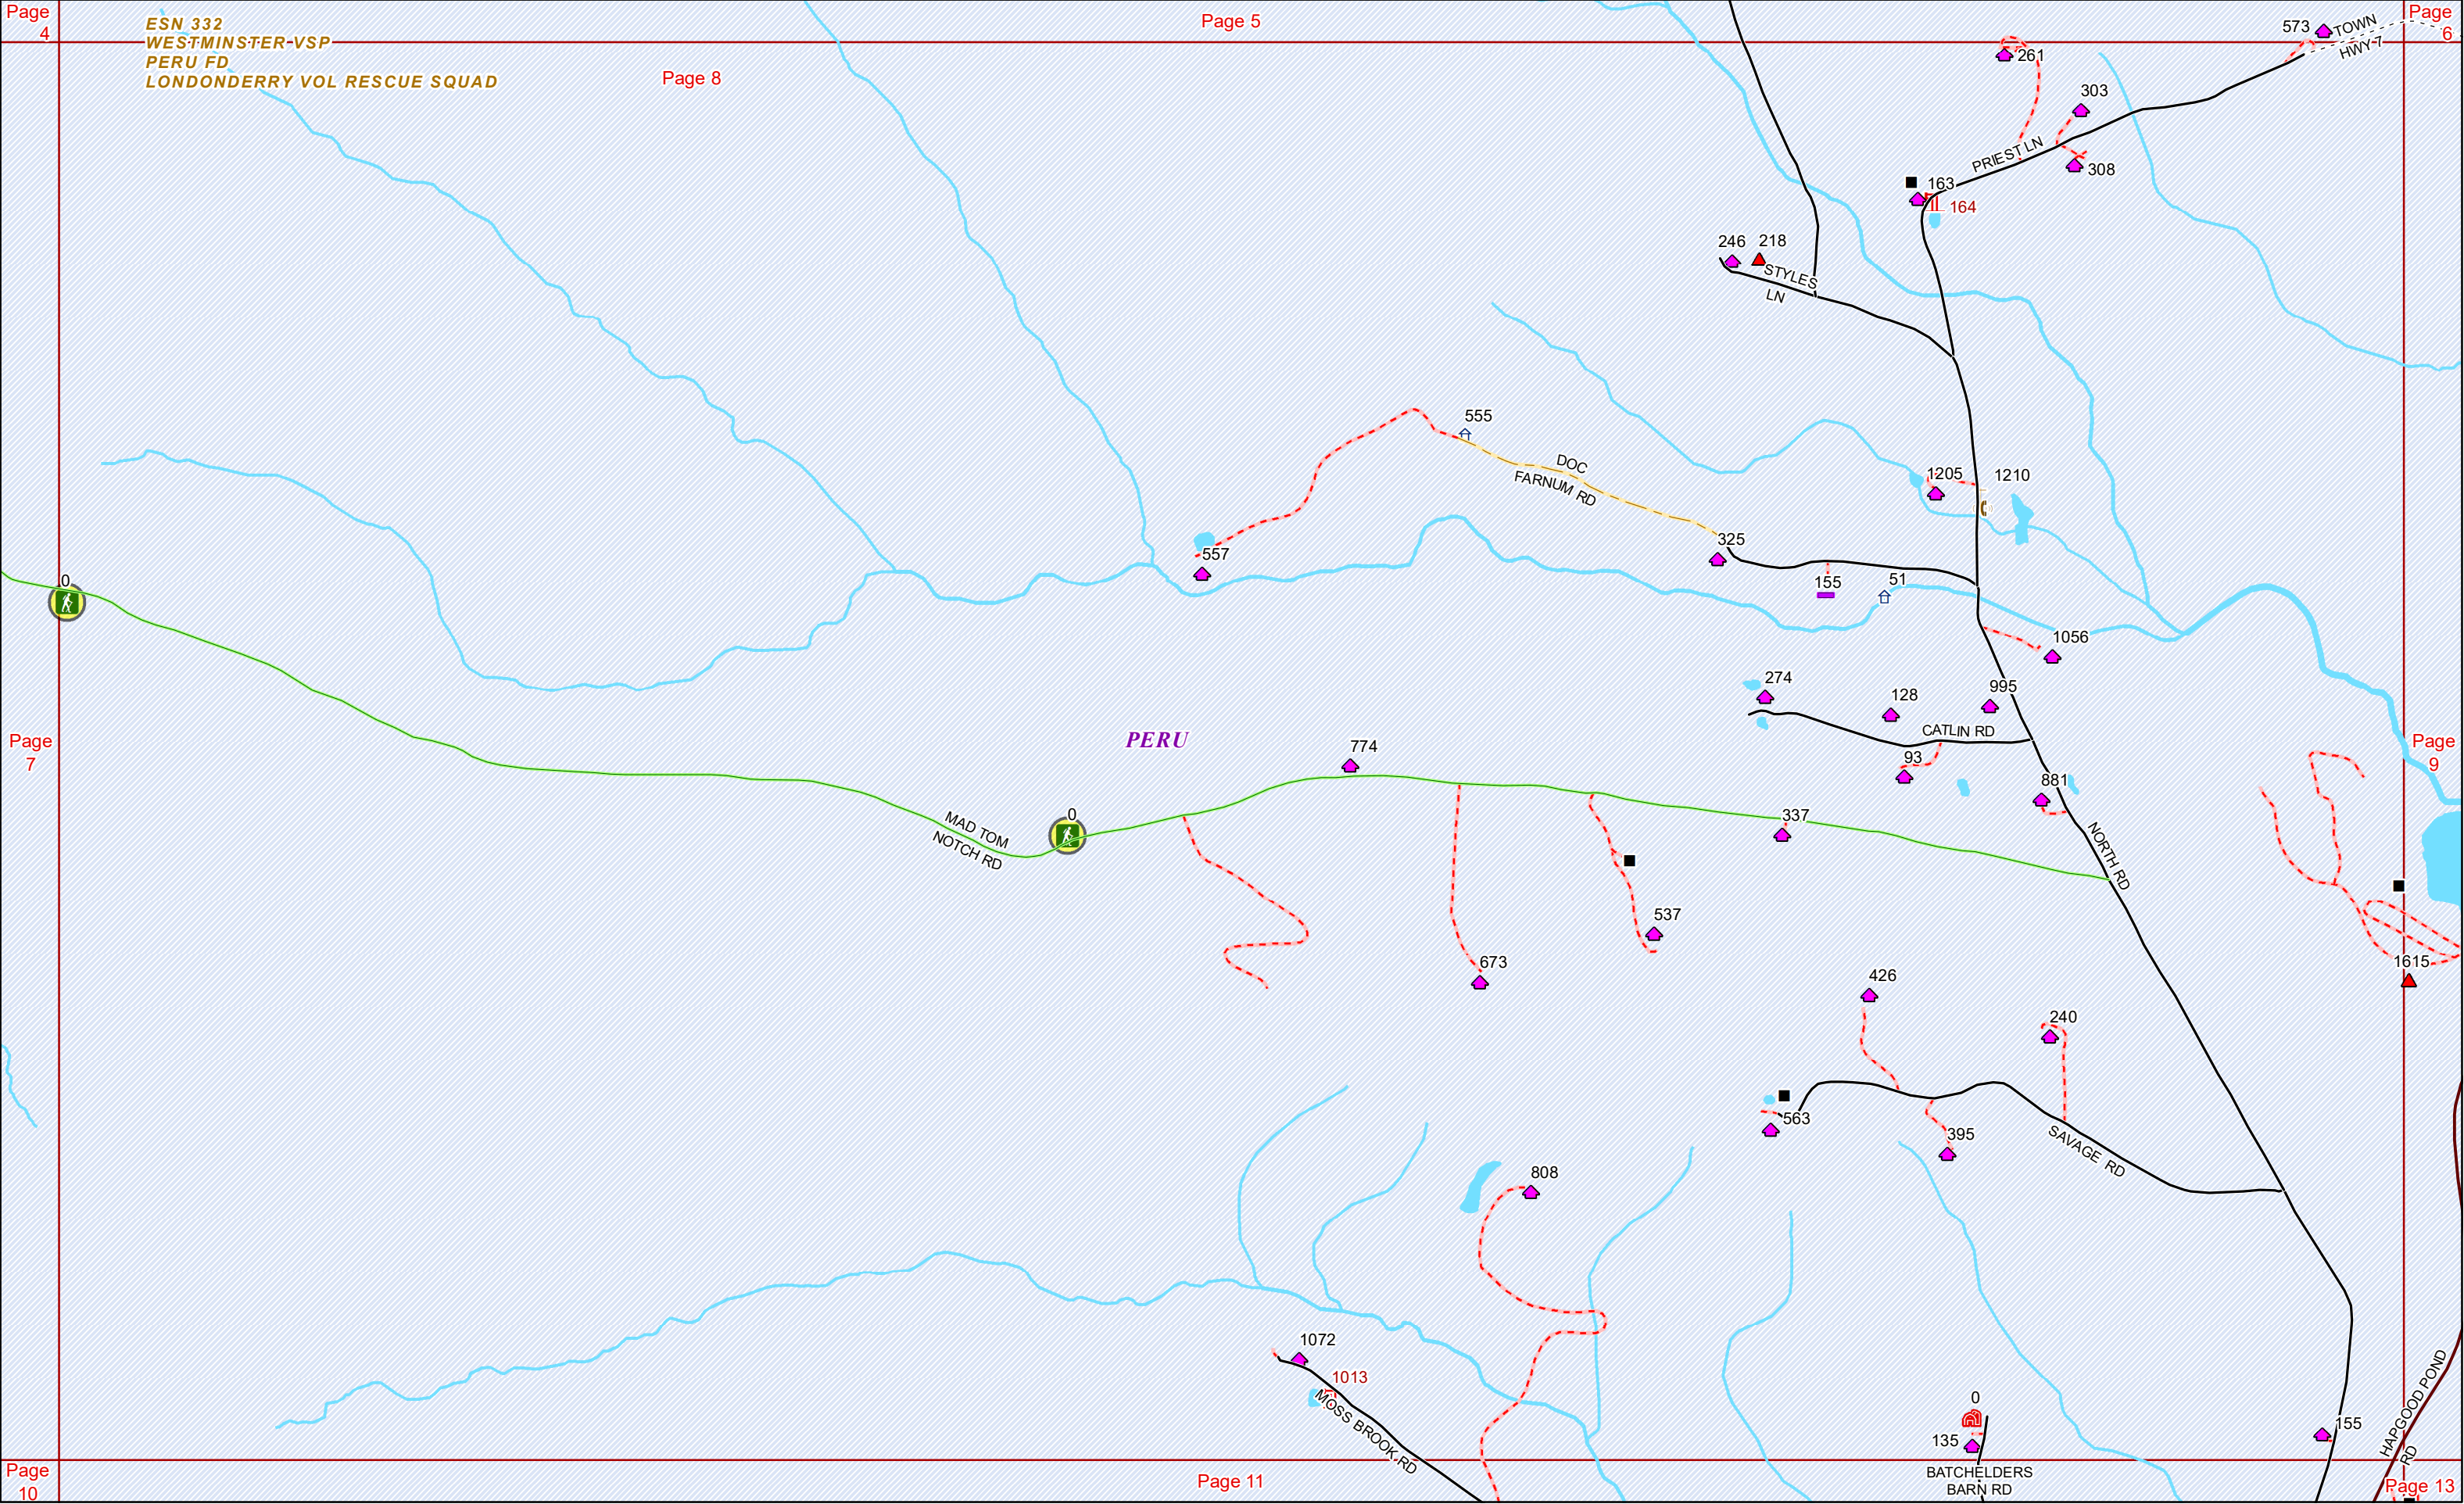 Page
4
ESN 332
WESTMINSTER VSP
PERU FD
LONDONDERRY VOL RESCUE SQUAD
Page 5
Page 8
573
TOWN
HWY 7
Page
6
261
303
PRIEST LN
308
163
164
246
218
STYLES
LN
555
DOC
FARNUM RD
1205
1210
325
557
155
51
0
1056
274
995
128
CATLIN RD
PERU
Page
7
774
93
881
Page
9
337
0
MAD TOM
NOTCH RD
NORTH RD
537
673
1615
426
240
563
395
SAVAGE RD
808
1072
1013
MOSS BROOK RD
0
135
155
HAPGOOD POND
RD
Page
10
Page 11
BATCHELDERS
BARN RD
Page 13